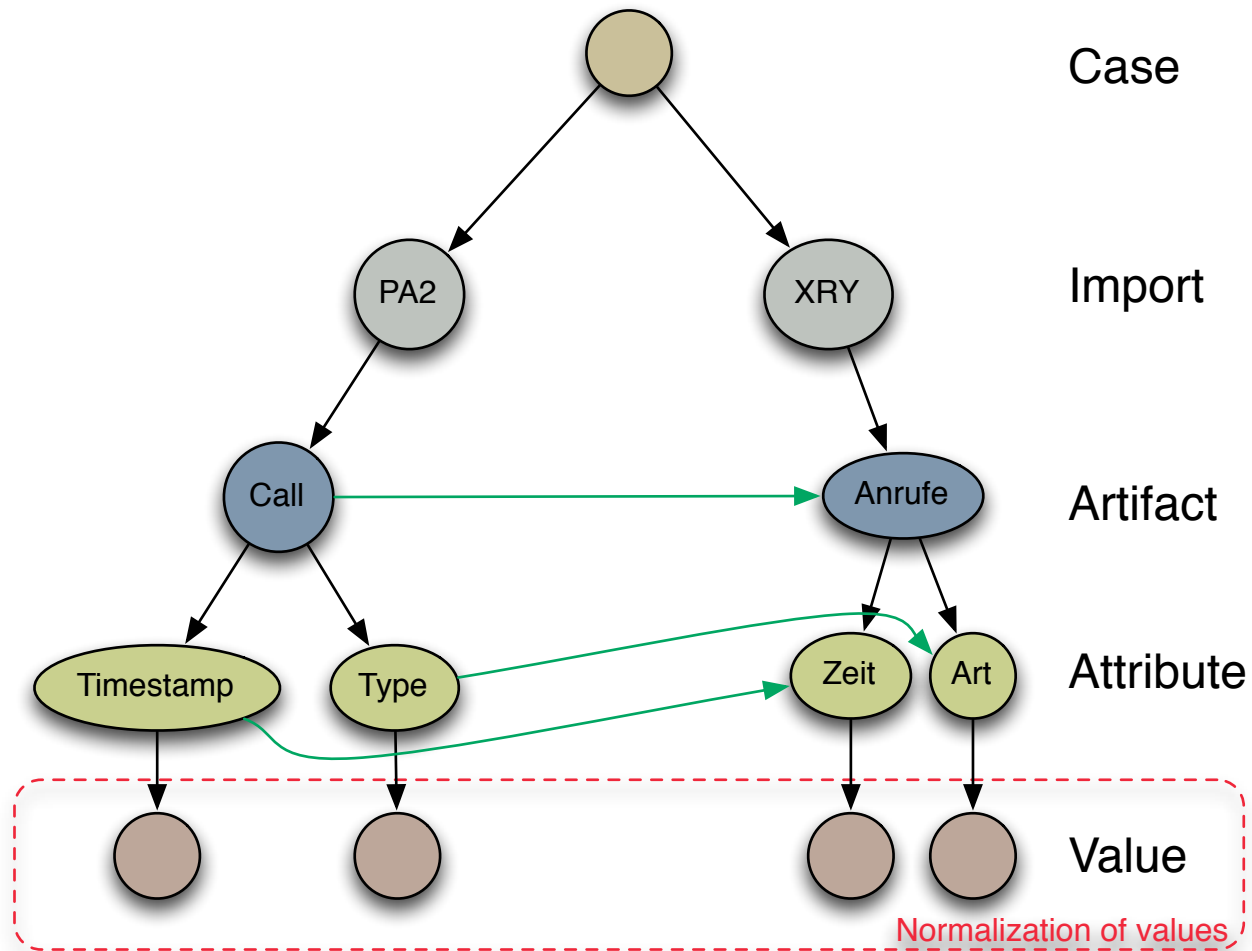 Case
PA2
XRY
Import
Call
Anrufe
Artifact
Timestamp
Type
Zeit
Art
Attribute
Value
Normalization of values